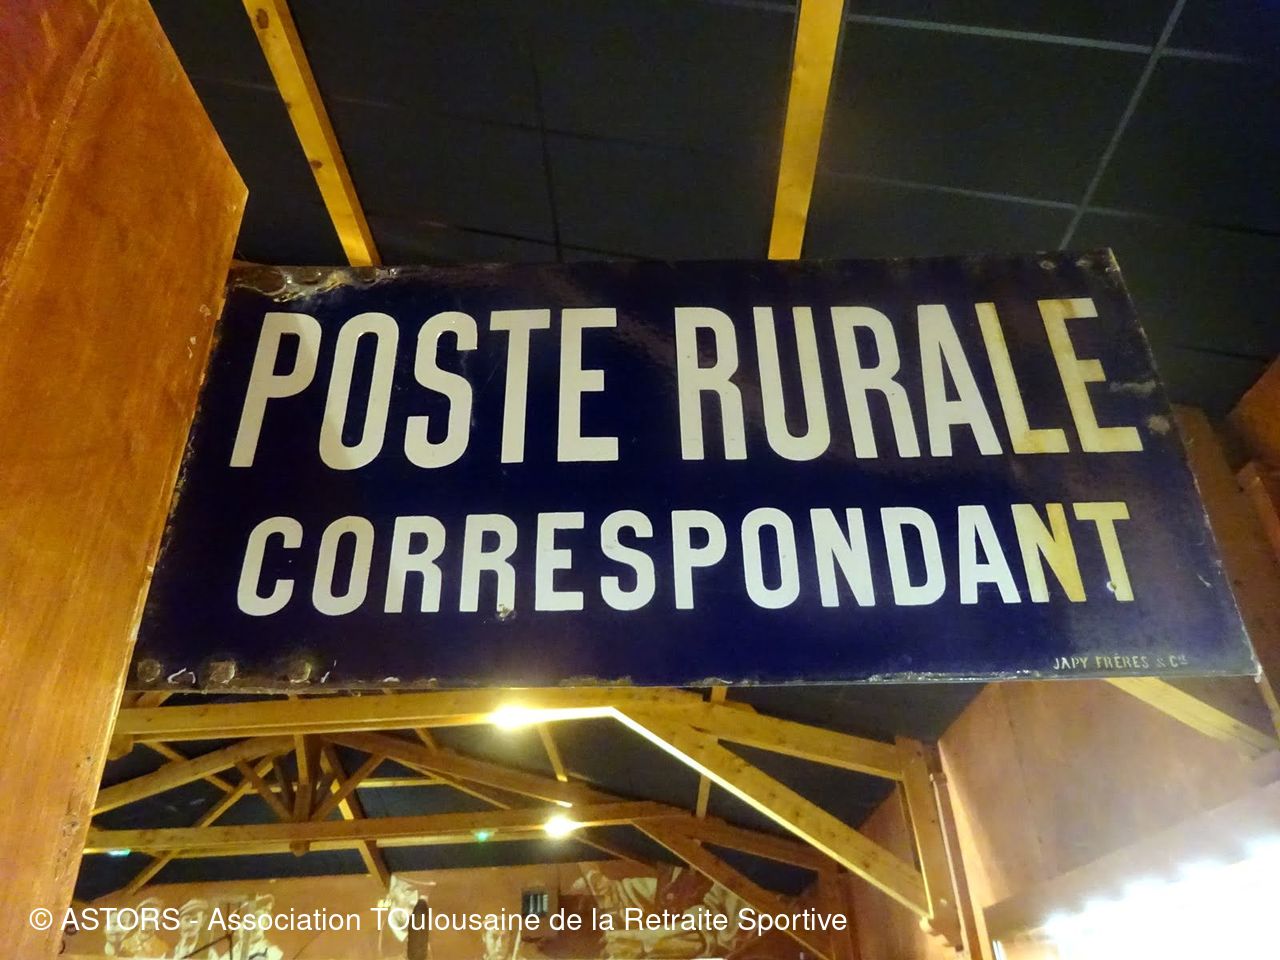 POSTE RURALE
CORRESPONDANT
JAPY FRÈRES & Cie
© ASTORS - Association TOulousaine de la Retraite Sportive